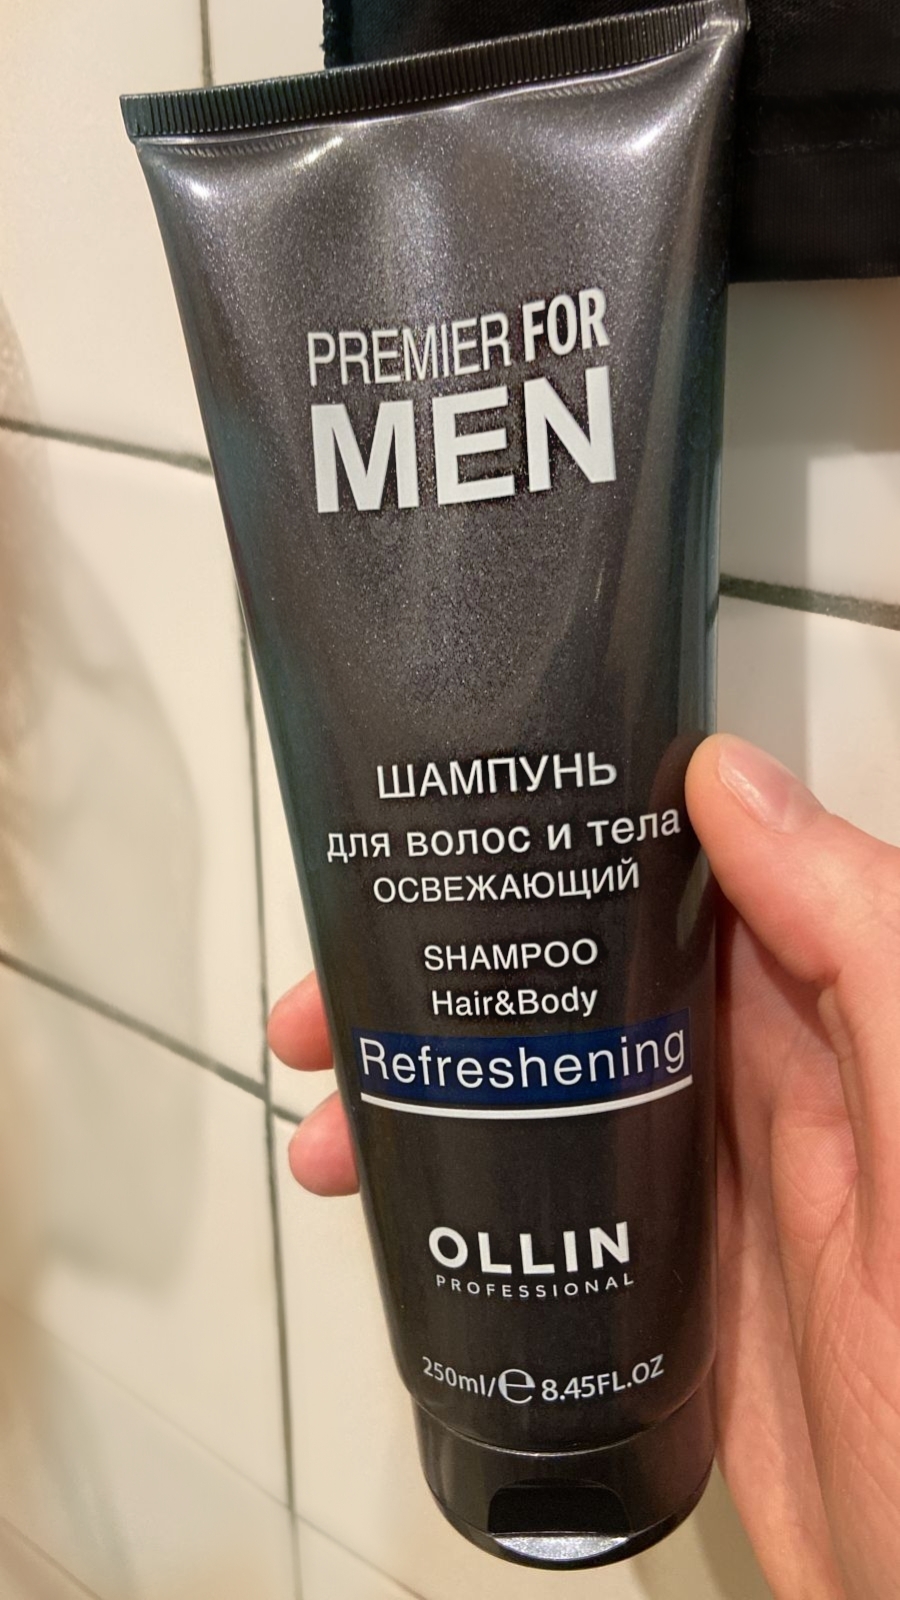 PREMIER FOR
MEN
ШАМПУНЬ
для волос и тела
ОСВЕЖАЮЩИЙ
SHAMPOO
Hair&Body
Refreshening
OLLIN
PROFESSIONAL
250ml/℮ 8.45FL.OZ